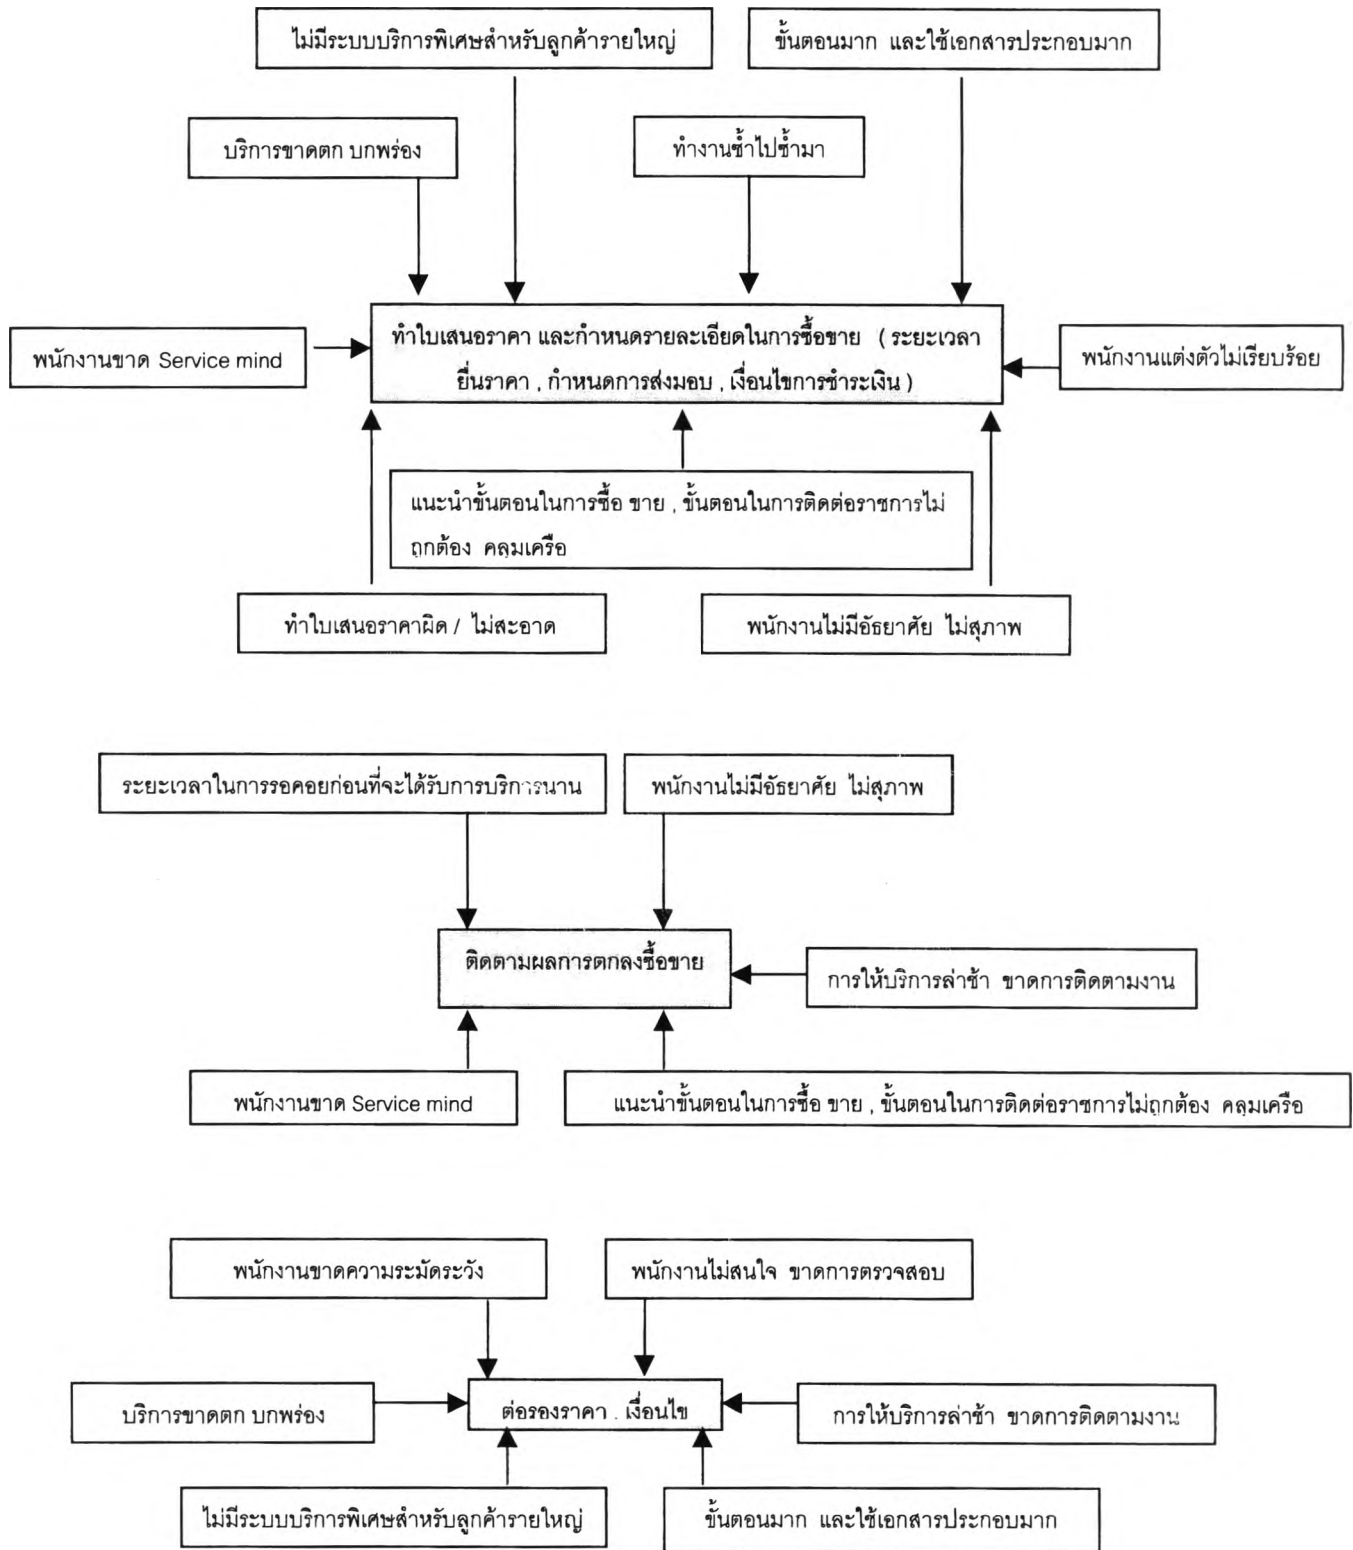 ไม่มีระบบบริการพิเศษสำหรับลูกค้ารายใหญ่
ขั้นตอนมาก และใช้เอกสารประกอบมาก
บริการขาดตก บกพร่อง
ทำงานซ้ำไปซ้ำมา
ทำใบเสนอราคา และกำหนดรายละเอียดในการซื้อขาย ( ระยะเวลา
ยื่นราคา , กำหนดการส่งมอบ , เงื่อนไขการชำระเงิน )
พนักงานขาด Service mind
พนักงานแต่งตัวไม่เรียบร้อย
แนะนำขั้นตอนในการซื้อ ขาย , ขั้นตอนในการติดต่อราชการไม่
ถูกต้อง คลุมเครือ
ทำใบเสนอราคาผิด / ไม่สะอาด
พนักงานไม่มีอัธยาศัย ไม่สุภาพ
ระยะเวลาในการรอคอยก่อนที่จะได้รับการบริการนาน
พนักงานไม่มีอัธยาศัย ไม่สุภาพ
ติดตามผลการตกลงซื้อขาย
การให้บริการล่าช้า ขาดการติดตามงาน
พนักงานขาด Service mind
แนะนำขั้นตอนในการซื้อ ขาย , ขั้นตอนในการติดต่อราชการไม่ถูกต้อง คลุมเครือ
พนักงานขาดความระมัดระวัง
พนักงานไม่สนใจ ขาดการตรวจสอบ
บริการขาดตก บกพร่อง
ต่อรองราคา . เงื่อนไข
การให้บริการล่าช้า ขาดการติดตามงาน
ไม่มีระบบบริการพิเศษสำหรับลูกค้ารายใหญ่
ขั้นตอนมาก และใช้เอกสารประกอบมาก